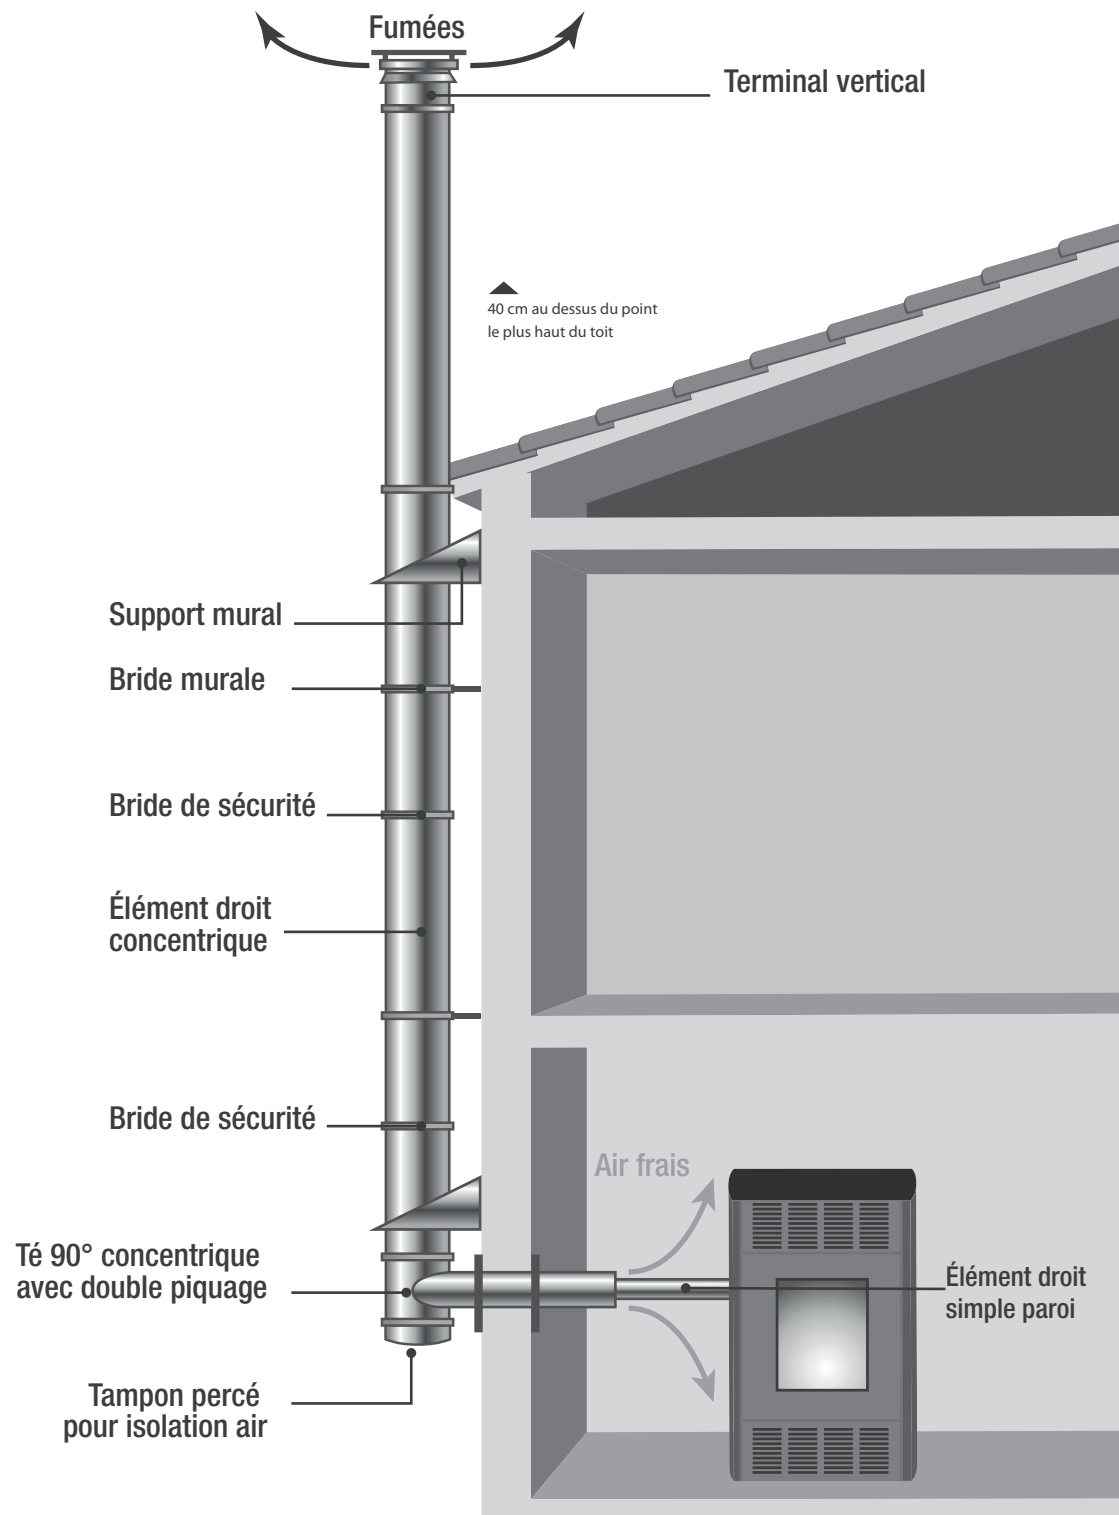 Fumées
Terminal vertical
40 cm au dessus du point
le plus haut du toit
Support mural
Bride murale
Bride de sécurité
Élément droit
concentrique
Bride de sécurité
Air frais
Té 90° concentrique
avec double piquage
Élément droit
simple paroi
Tampon percé
pour isolation air